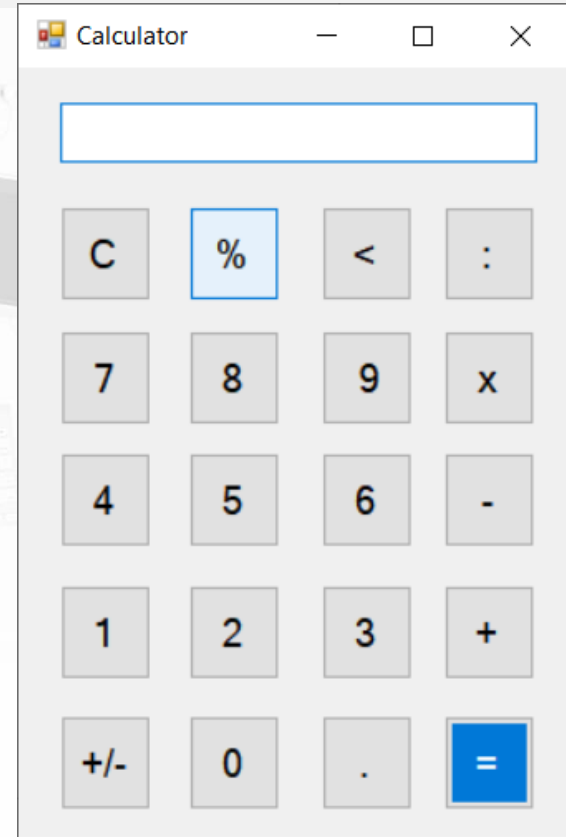 Calculator
C % < :
7 8 9 x
4 5 6 -
1 2 3 +
+/- 0 . =